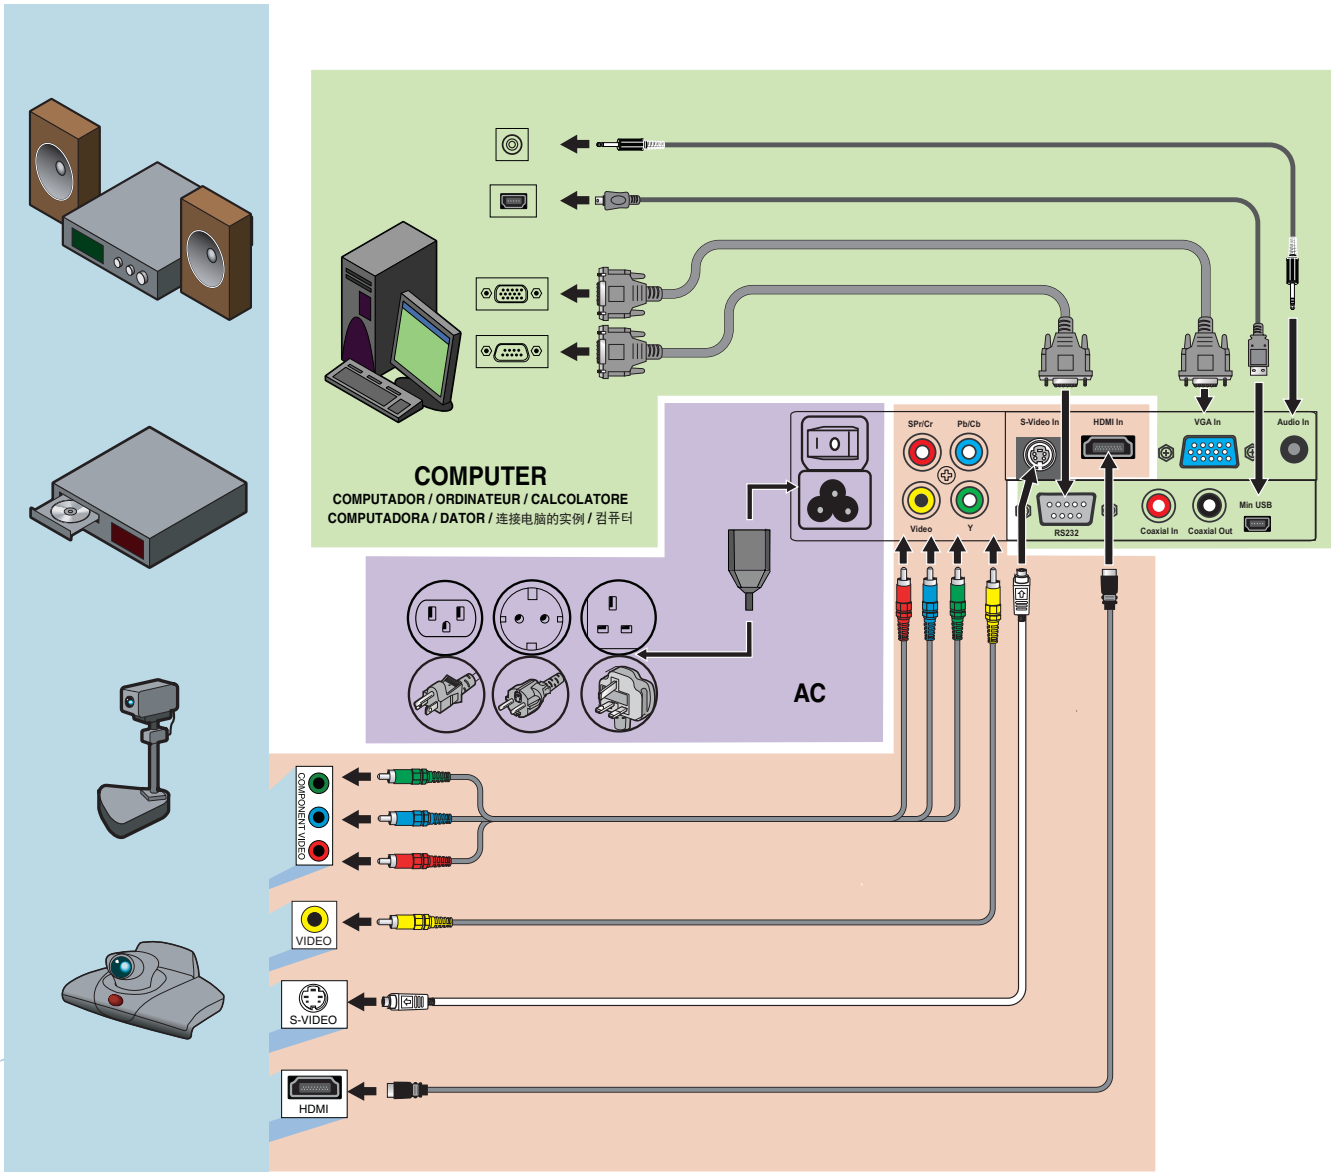 COMPUTER
COMPUTADOR / ORDINATEUR / CALCOLATORE
COMPUTADORA / DATOR / 连接电脑的实例 / 컴퓨터
SPr/Cr
Pb/Cb
S-Video In
HDMI In
VGA In
Audio In
Video
Y
RS232
Coaxial In
Coaxial Out
Min USB
AC
COMPONENT VIDEO
VIDEO
S-VIDEO
HDMI